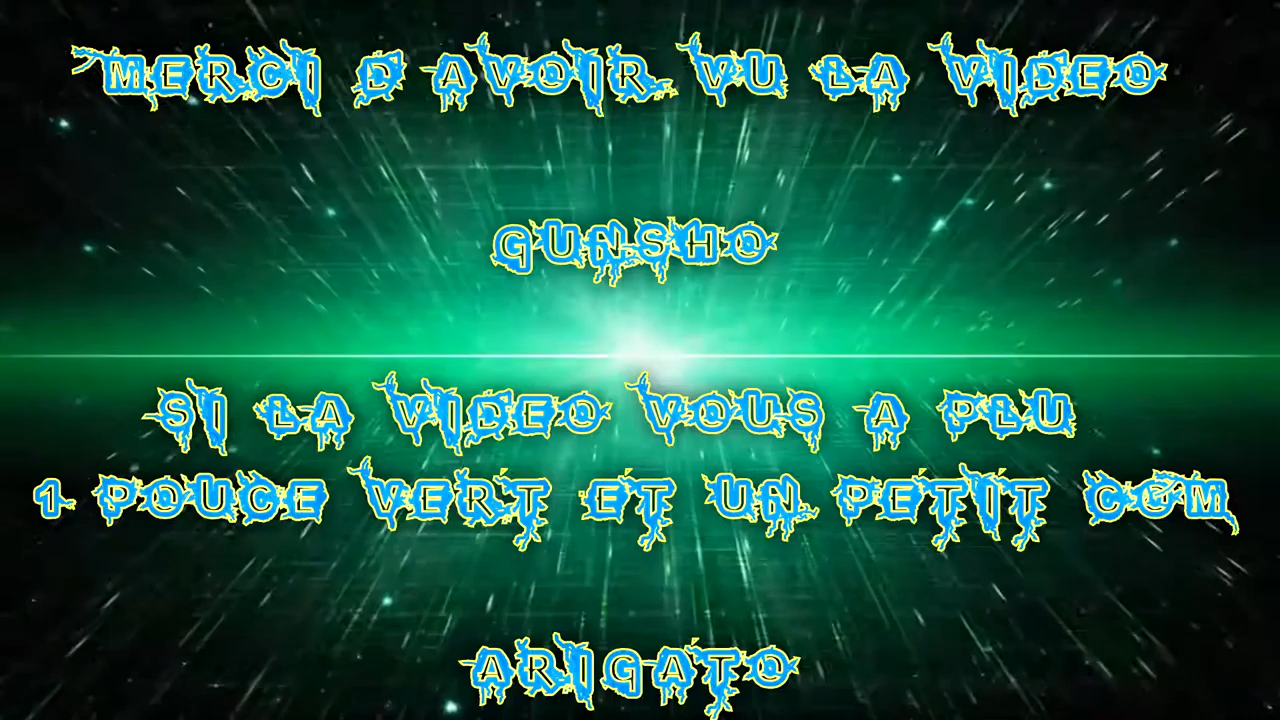 MERCI D AVOIR VU LA VIDEO
GUNSHO
SI LA VIDEO VOUS A PLU
1 POUCE VERT ET UN PETIT COM
ARIGATO